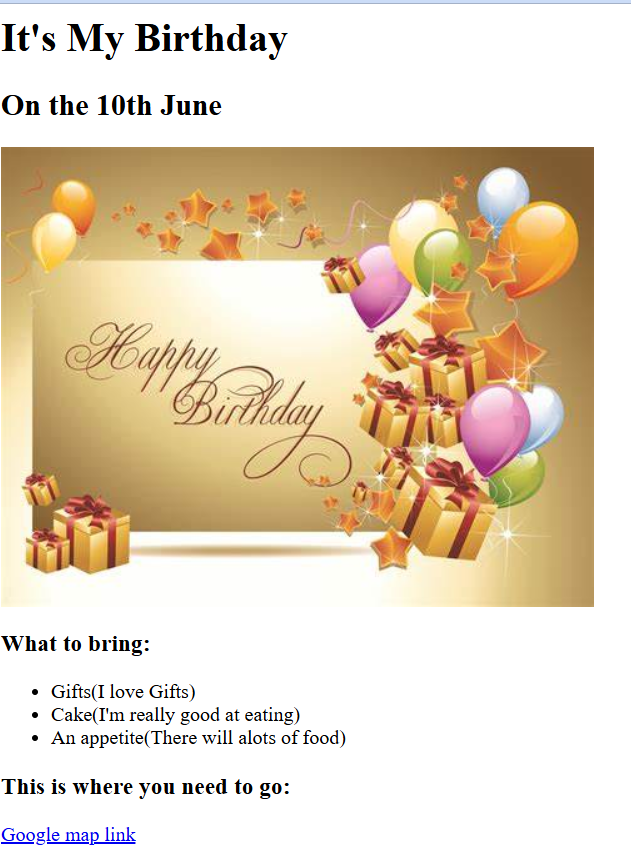 It's My Birthday
On the 10th June
Happy
Birthday
What to bring:
Gifts(I love Gifts)
Cake(I'm really good at eating)
An appetite(There will alots of food)
This is where you need to go:
Google map link